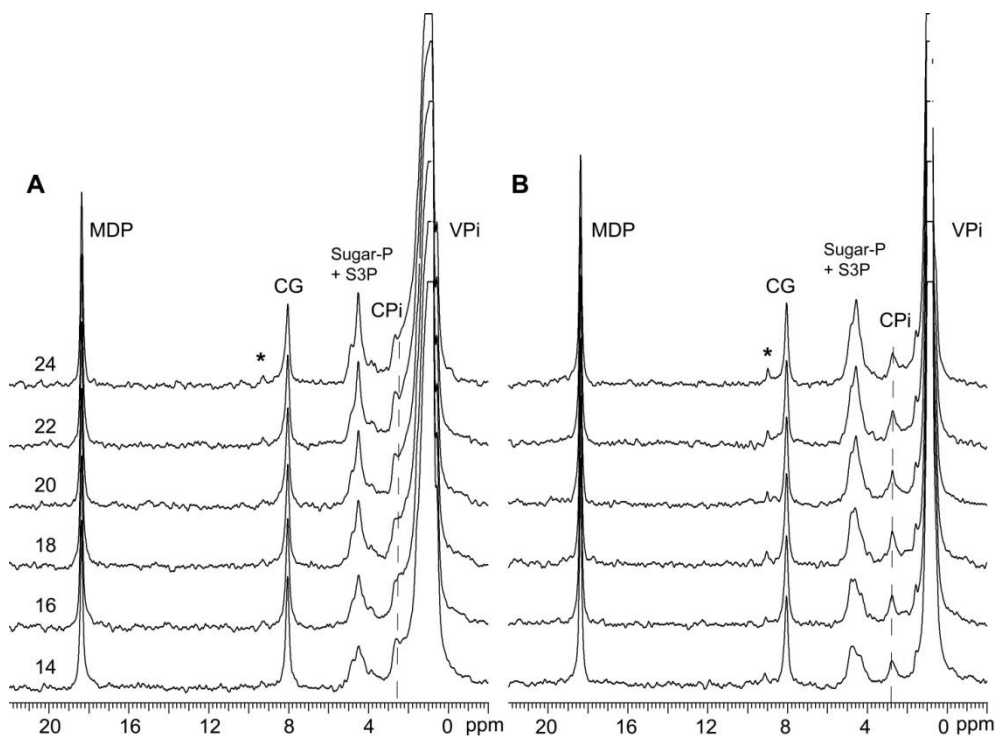 A
MDP
CG
Sugar-P
+ S3P
CPi
VPi
*
24
22
20
18
16
14
20
16
12
8
4
0
ppm
B
MDP
CG
Sugar-P
+ S3P
CPi
VPi
*
20
16
12
8
4
0 ppm